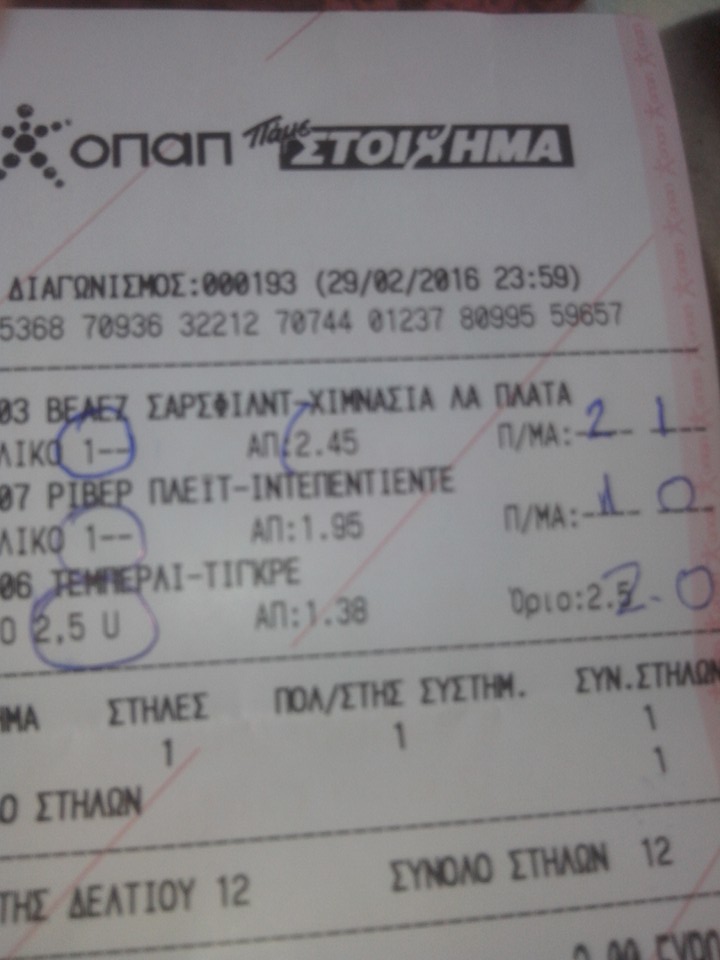 οπαπ Πάμε ΣΤΟΙΧΗΜΑ
ΔΙΑΓΩΝΙΣΜΟΣ:000193 (29/02/2016 23:59)
5368 70936 32212 70744 01237 80995 59657
03 ΒΕΛΕΖ ΣΑΡΣΦΙΛΝΤ-ΧΙΜΝΑΣΙΑ ΛΑ ΠΛΑΤΑ
ΛΙΚΟ 1-- ΑΠ:2.45 Π/ΜΑ:---- ---- 2 1
07 ΡΙΒΕΡ ΠΛΕΪΤ-ΙΝΤΕΠΕΝΤΙΕΝΤΕ
ΛΙΚΟ 1-- ΑΠ:1.95 Π/ΜΑ:---- ---- 1 0
06 ΤΕΜΠΕΡΛΙ-ΤΙΓΚΡΕ
Ο 2,5 U ΑΠ:1.38 Όριο:2.5 2-0
ΗΜΑ ΣΤΗΛΕΣ ΠΟΛ/ΣΤΗΣ ΣΥΣΤΗΜ. ΣΥΝ.ΣΤΗΛΩΝ
1 1 1
Ο ΣΤΗΛΩΝ 1
ΤΗΣ ΔΕΛΤΙΟΥ 12 ΣΥΝΟΛΟ ΣΤΗΛΩΝ 12